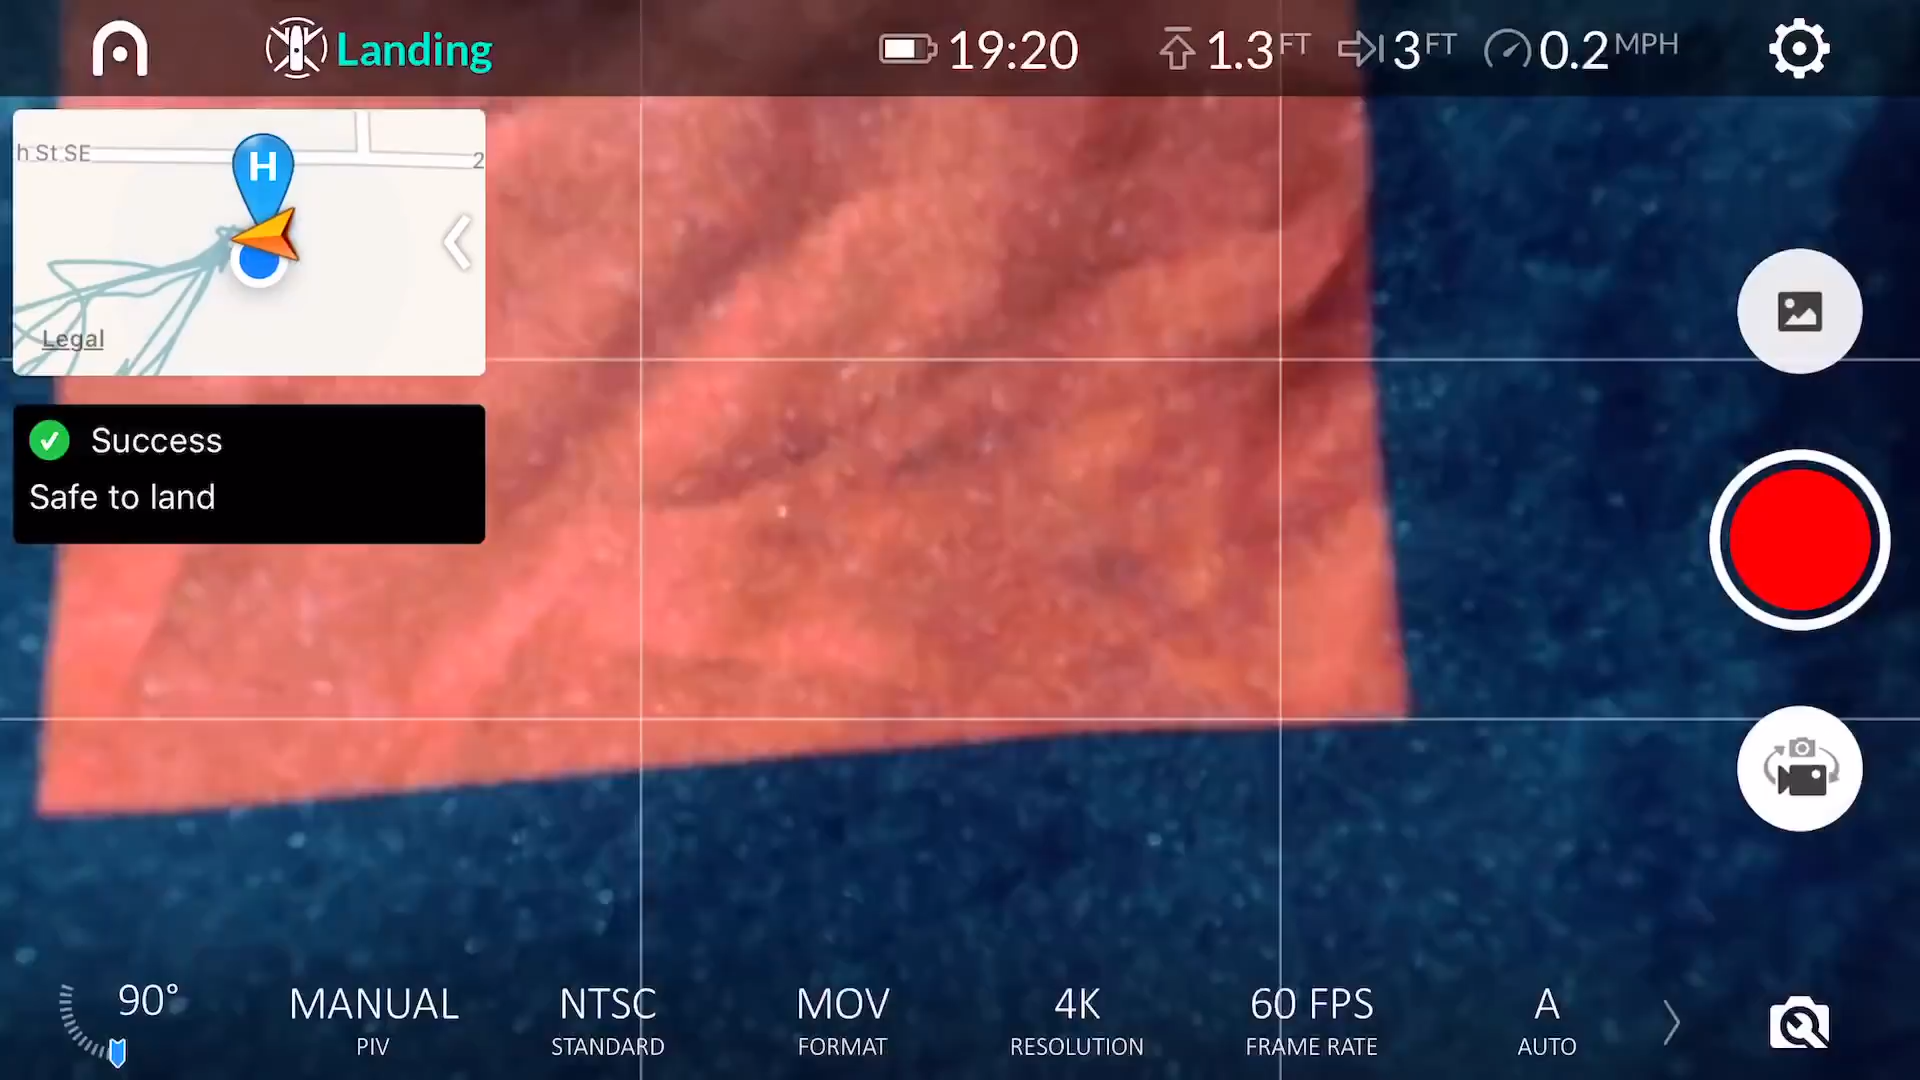 Landing
19:20
1.3 FT
3 FT
0.2 MPH
h St SE
2
H
Legal
Success
Safe to land
90°
MANUAL
PIV
NTSC
STANDARD
MOV
FORMAT
4K
RESOLUTION
60 FPS
FRAME RATE
A
AUTO